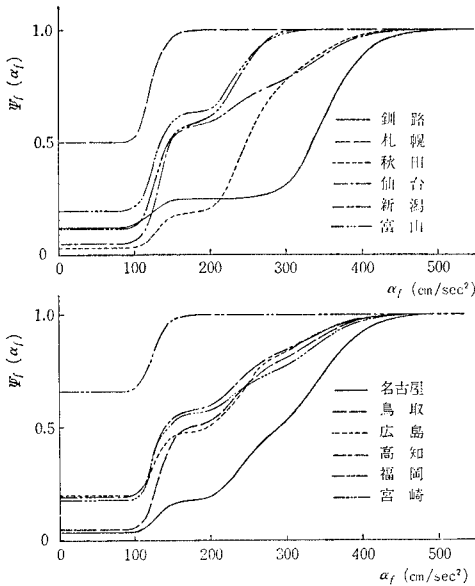 Ψf (αf)
1.0
0.5
0
釧路
札幌
秋田
仙台
新潟
富山
0 100 200 300 400 500
αf (cm/sec²)
Ψf (αf)
1.0
0.5
0
名古屋
鳥取
広島
高知
福岡
宮崎
0 100 200 300 400 500
αf (cm/sec²)